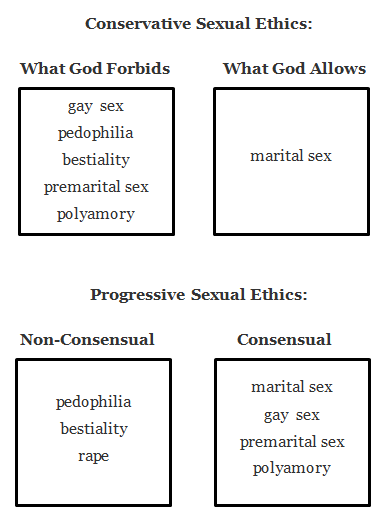 Conservative Sexual Ethics:
What God Forbids
What God Allows
gay sex
pedophilia
bestiality
premarital sex
polyamory
marital sex
Progressive Sexual Ethics:
Non-Consensual
Consensual
pedophilia
bestiality
rape
marital sex
gay sex
premarital sex
polyamory